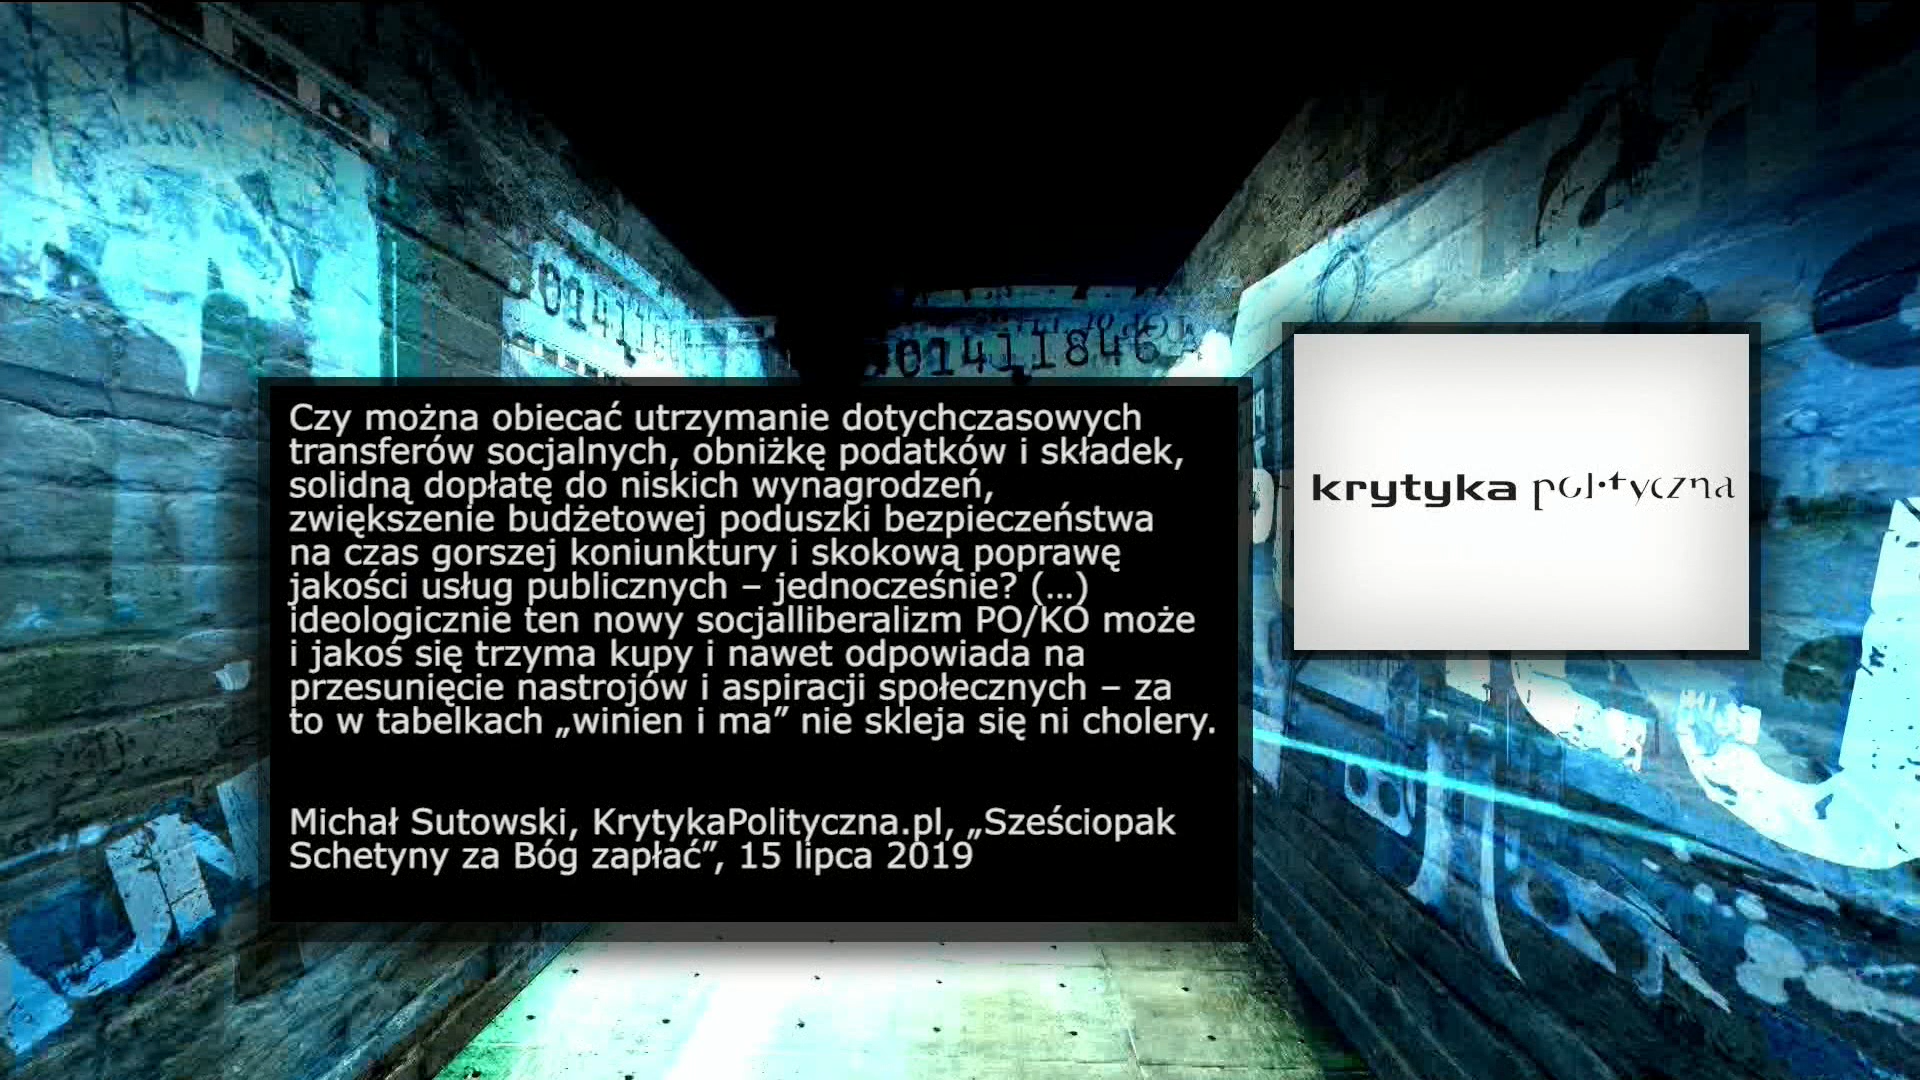 Czy można obiecać utrzymanie dotychczasowych
transferów socjalnych, obniżkę podatków i składek,
solidną dopłatę do niskich wynagrodzeń,
zwiększenie budżetowej poduszki bezpieczeństwa
na czas gorszej koniunktury i skokową poprawę
jakości usług publicznych – jednocześnie? (...)
ideologicznie ten nowy socjalliberalizm PO/KO może
i jakoś się trzyma kupy i nawet odpowiada na
przesunięcie nastrojów i aspiracji społecznych – za
to w tabelkach „winien i ma” nie skleja się ni cholery.
Michał Sutowski, KrytykaPolityczna.pl, „Sześciopak
Schetyny za Bóg zapłać”, 15 lipca 2019
krytyka polityczna